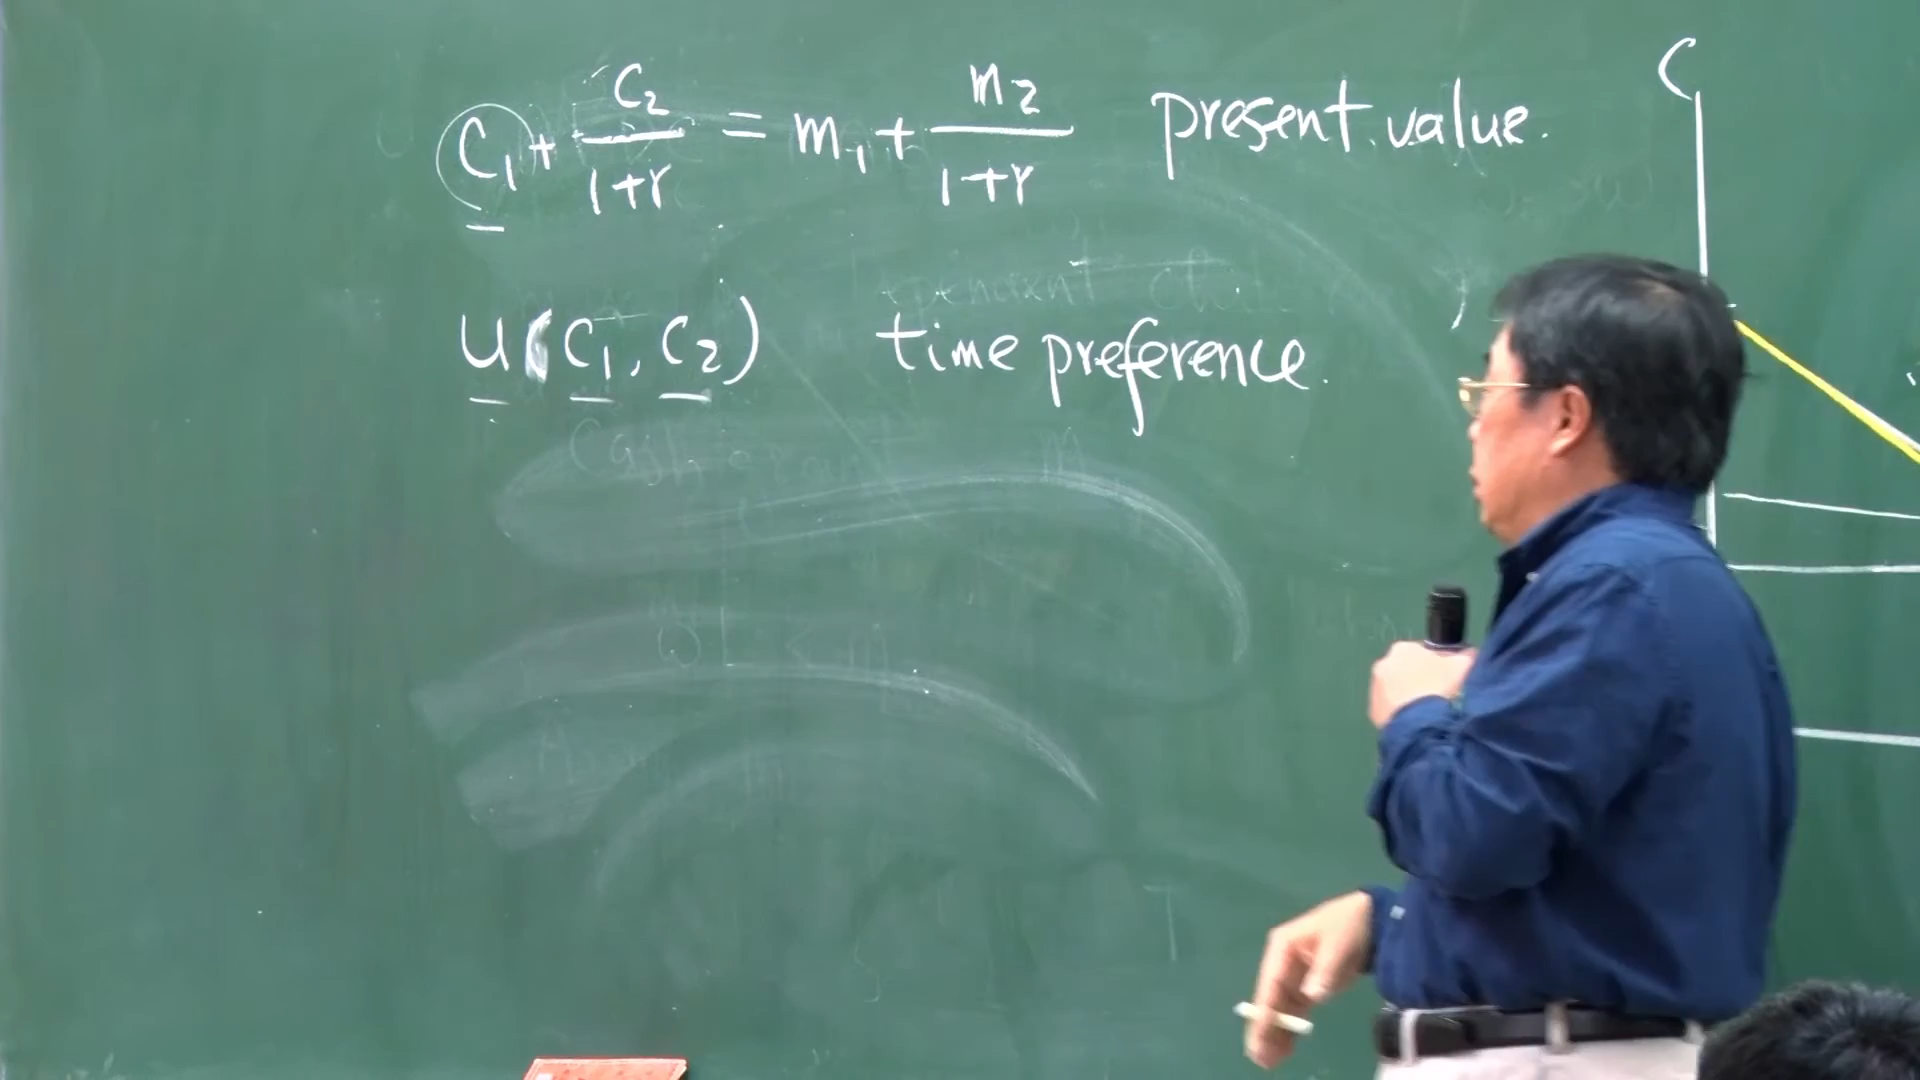 C₁ + C₂/(1+r) = m₁ + m₂/(1+r) present value.
U(C₁, C₂) time preference.
C